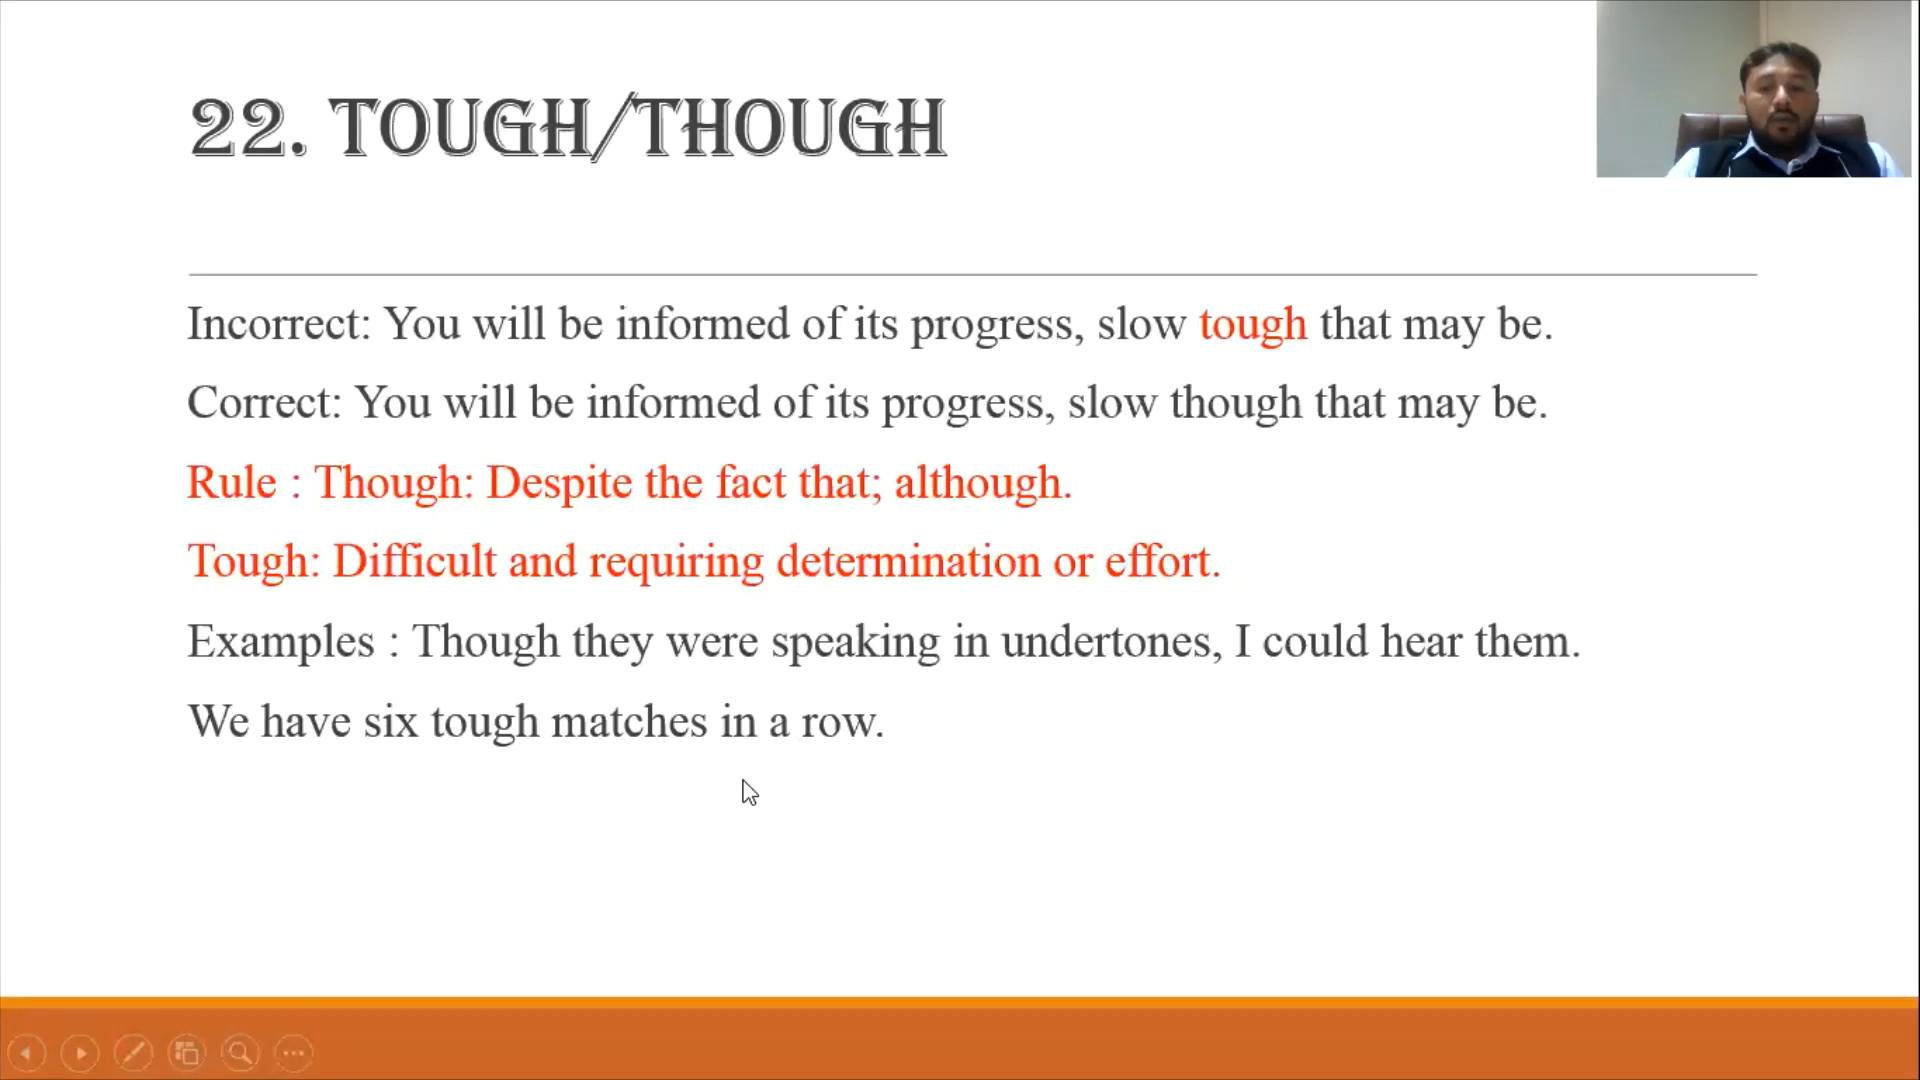 22. TOUGH/THOUGH
Incorrect: You will be informed of its progress, slow tough that may be.
Correct: You will be informed of its progress, slow though that may be.
Rule : Though: Despite the fact that; although.
Tough: Difficult and requiring determination or effort.
Examples : Though they were speaking in undertones, I could hear them.
We have six tough matches in a row.